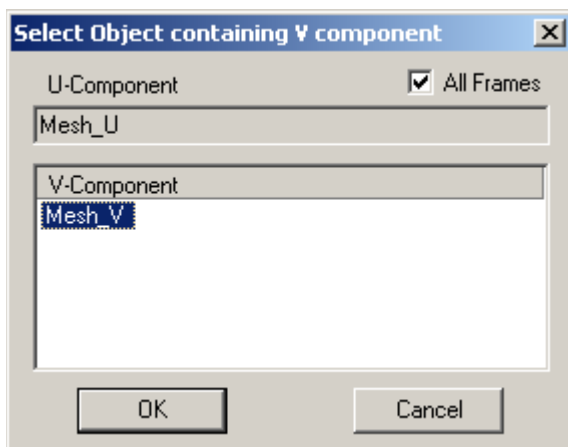 Select Object containing V component
U-Component All Frames
Mesh_U
V-Component
Mesh_V
OK Cancel